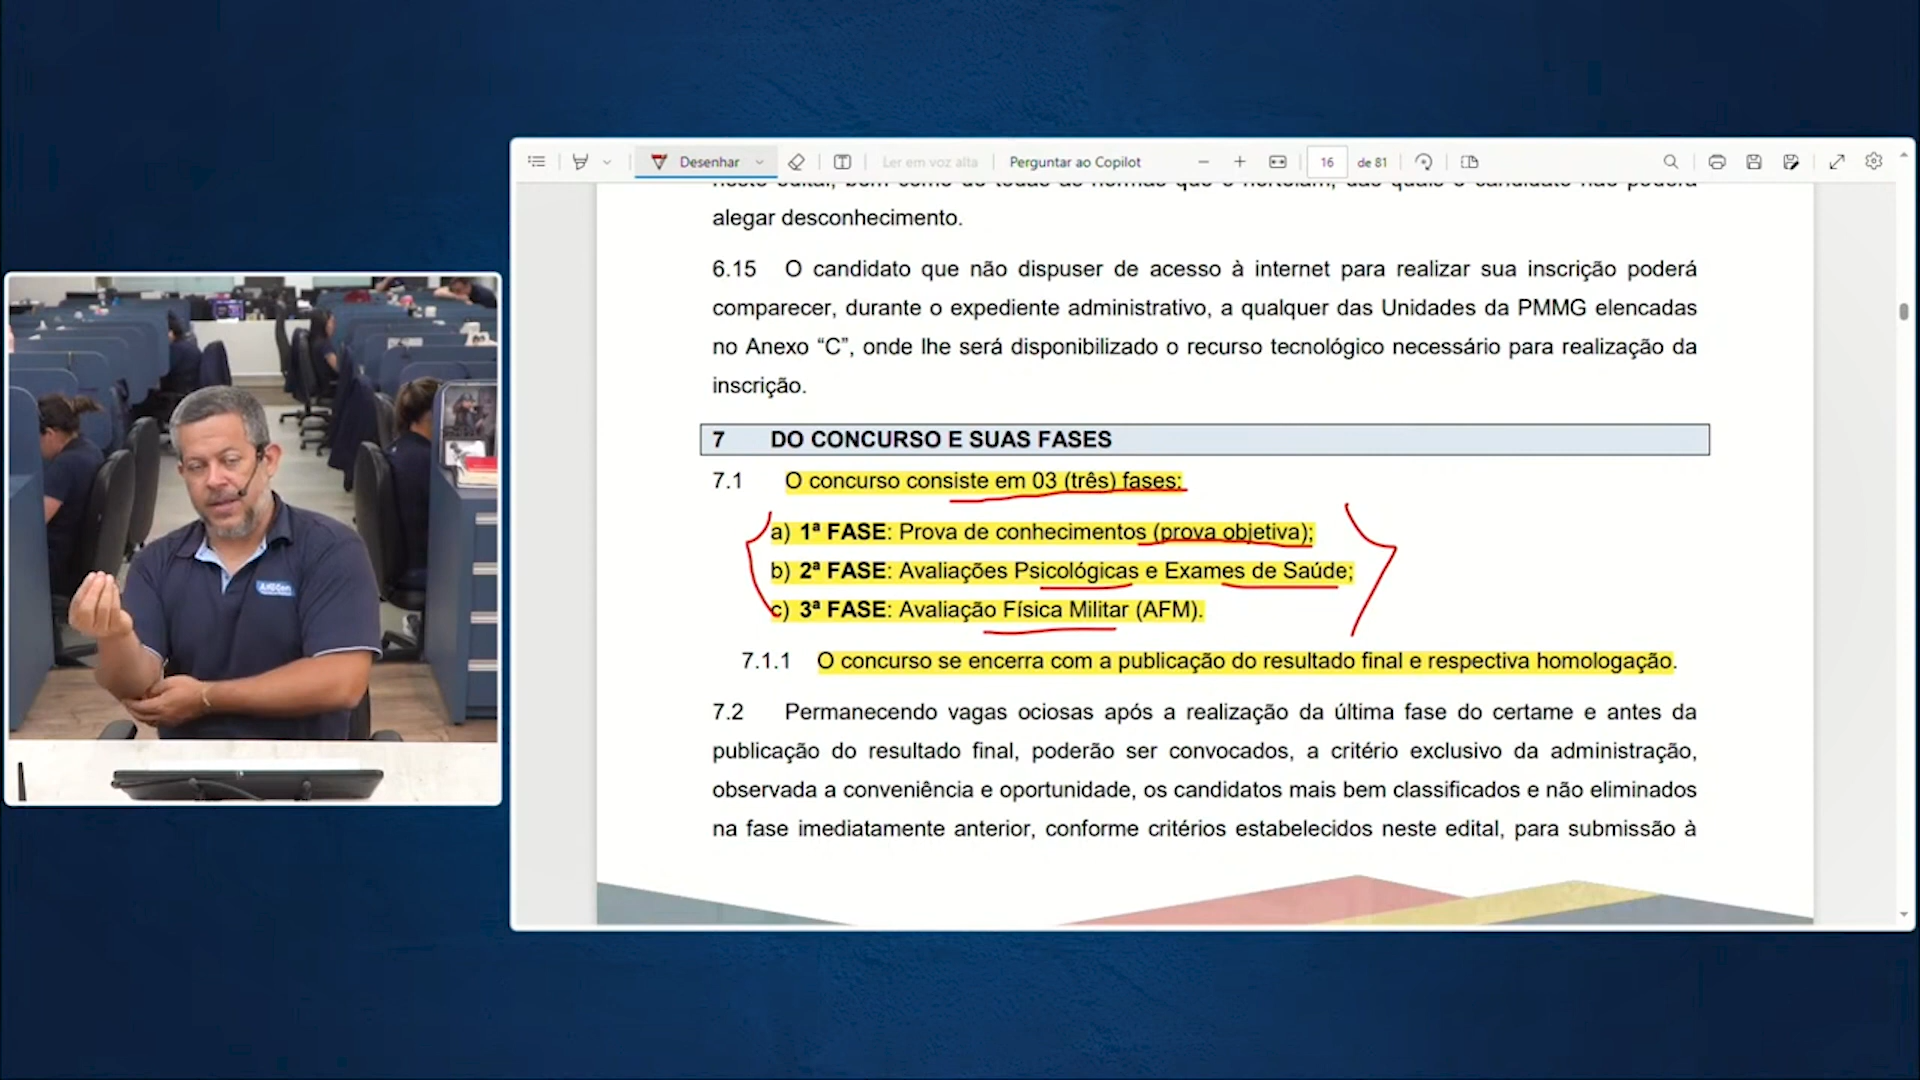 Desenhar
Ler em voz alta
Perguntar ao Copilot
16 de 81
alegar desconhecimento.
6.15 O candidato que não dispuser de acesso à internet para realizar sua inscrição poderá
comparecer, durante o expediente administrativo, a qualquer das Unidades da PMMG elencadas
no Anexo “C”, onde lhe será disponibilizado o recurso tecnológico necessário para realização da
inscrição.
7 DO CONCURSO E SUAS FASES
7.1 O concurso consiste em 03 (três) fases:
a) 1ª FASE: Prova de conhecimentos (prova objetiva);
b) 2ª FASE: Avaliações Psicológicas e Exames de Saúde;
c) 3ª FASE: Avaliação Física Militar (AFM).
7.1.1 O concurso se encerra com a publicação do resultado final e respectiva homologação.
7.2 Permanecendo vagas ociosas após a realização da última fase do certame e antes da
publicação do resultado final, poderão ser convocados, a critério exclusivo da administração,
observada a conveniência e oportunidade, os candidatos mais bem classificados e não eliminados
na fase imediatamente anterior, conforme critérios estabelecidos neste edital, para submissão à